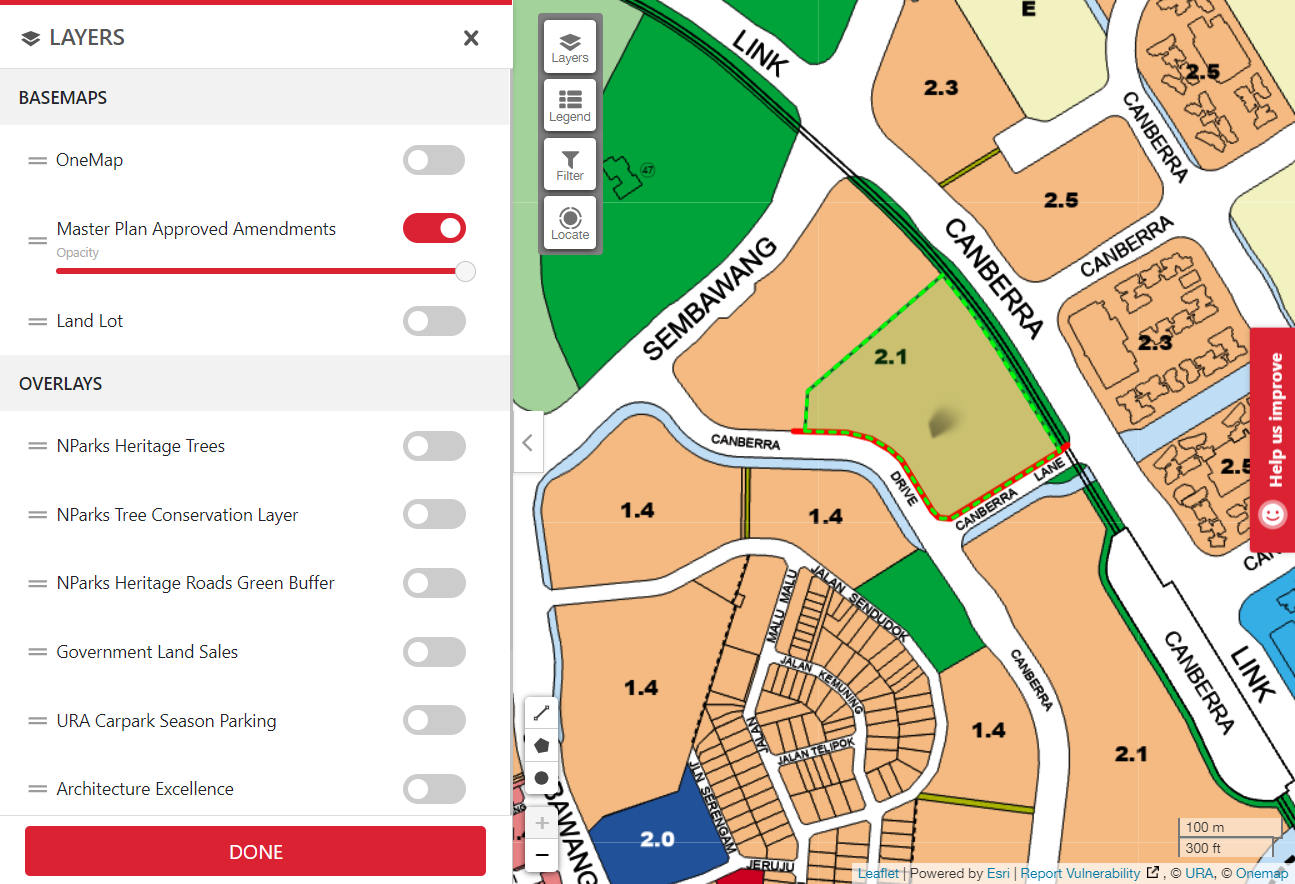 LAYERS
BASEMAPS
OneMap
Master Plan Approved Amendments
Opacity
Land Lot
OVERLAYS
NParks Heritage Trees
NParks Tree Conservation Layer
NParks Heritage Roads Green Buffer
Government Land Sales
URA Carpark Season Parking
Architecture Excellence
DONE
Layers
Legend
Filter
Locate
LINK
E
2.3
2.5
CANBERRA
47
2.5
CANBERRA
CANBERRA
SEMBAWANG
2.3
2.1
Help us improve
CANBERRA
2.5
DRIVE
CANBERRA LANE
1.4
1.4
JALAN SENDUDOK
MALU MALU
JALAN KEMUNING
CANBERRA
CANBERRA
LINK
1.4
1.4
JALAN
JALAN TELIPOK
2.1
JLN SERENGAM
2.0
JERUJU
100 m
300 ft
+
−
Leaflet | Powered by Esri | Report Vulnerability , © URA, © Onemap